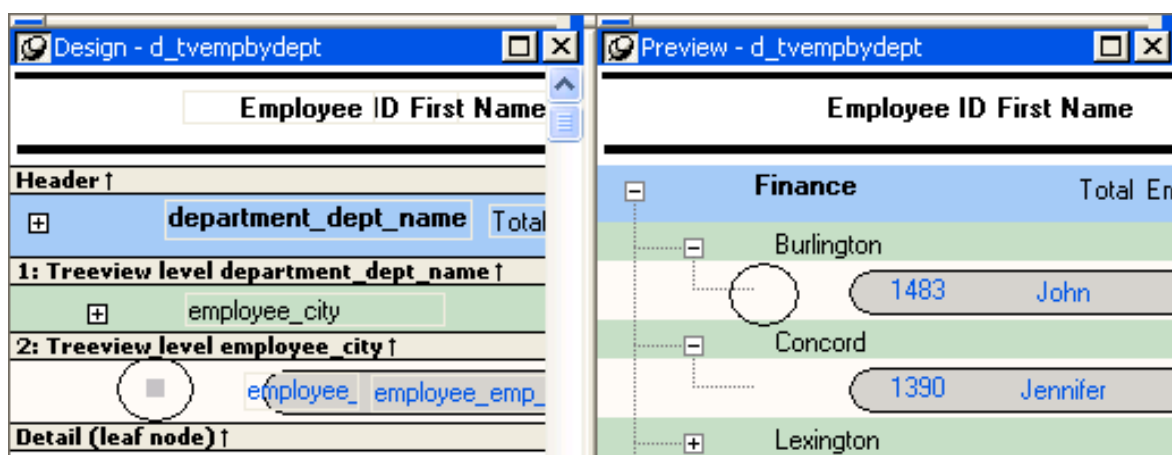 Design - d_tvempbydept
Employee ID First Name
Header ↑
department_dept_name Total
1: Treeview level department_dept_name ↑
employee_city
2: Treeview level employee_city ↑
employee_ employee_emp_
Detail (leaf node) ↑
Preview - d_tvempbydept
Employee ID First Name
Finance Total Em
Burlington
1483 John
Concord
1390 Jennifer
Lexington